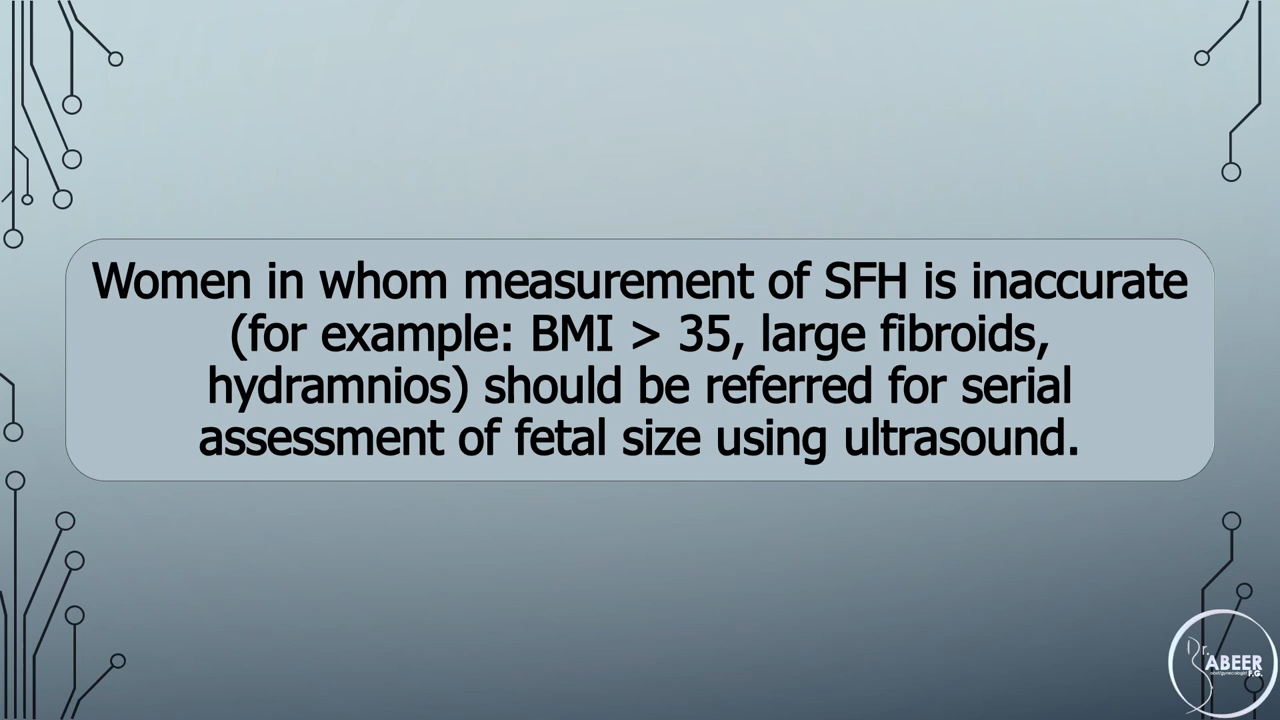 Women in whom measurement of SFH is inaccurate
(for example: BMI > 35, large fibroids,
hydramnios) should be referred for serial
assessment of fetal size using ultrasound.
Dr.
ABEER
F.G.